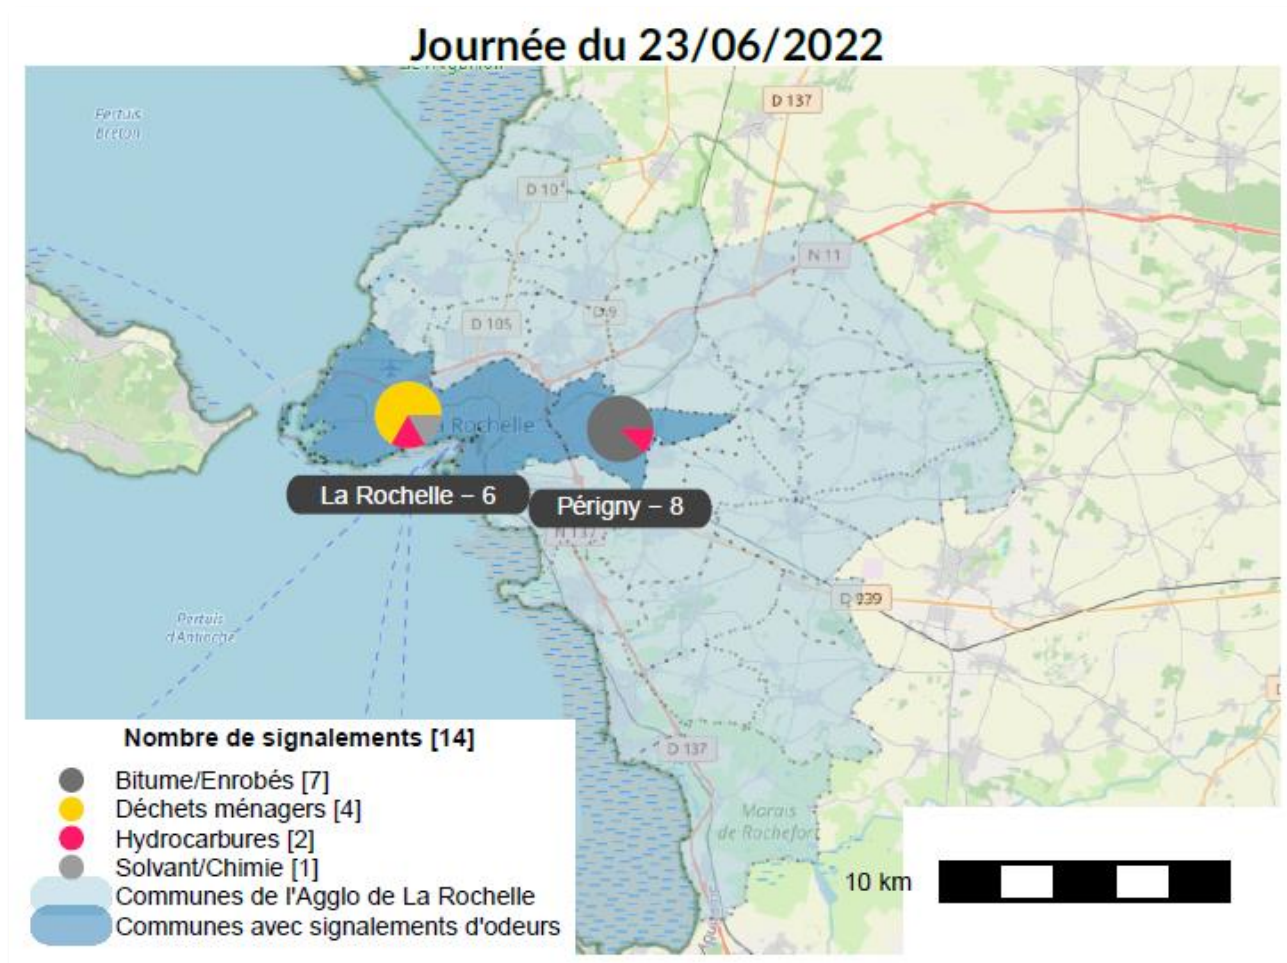 Journée du 23/06/2022
Pertuis
Breton
D 137
D 10
N 11
D 105
D 9
La Rochelle
La Rochelle – 6
Périgny – 8
N 137
D 939
Pertuis
d'Antioche
D 137
Marais
de Rochefort
Nombre de signalements [14]
Bitume/Enrobés [7]
Déchets ménagers [4]
Hydrocarbures [2]
Solvant/Chimie [1]
Communes de l'Agglo de La Rochelle
Communes avec signalements d'odeurs
10 km